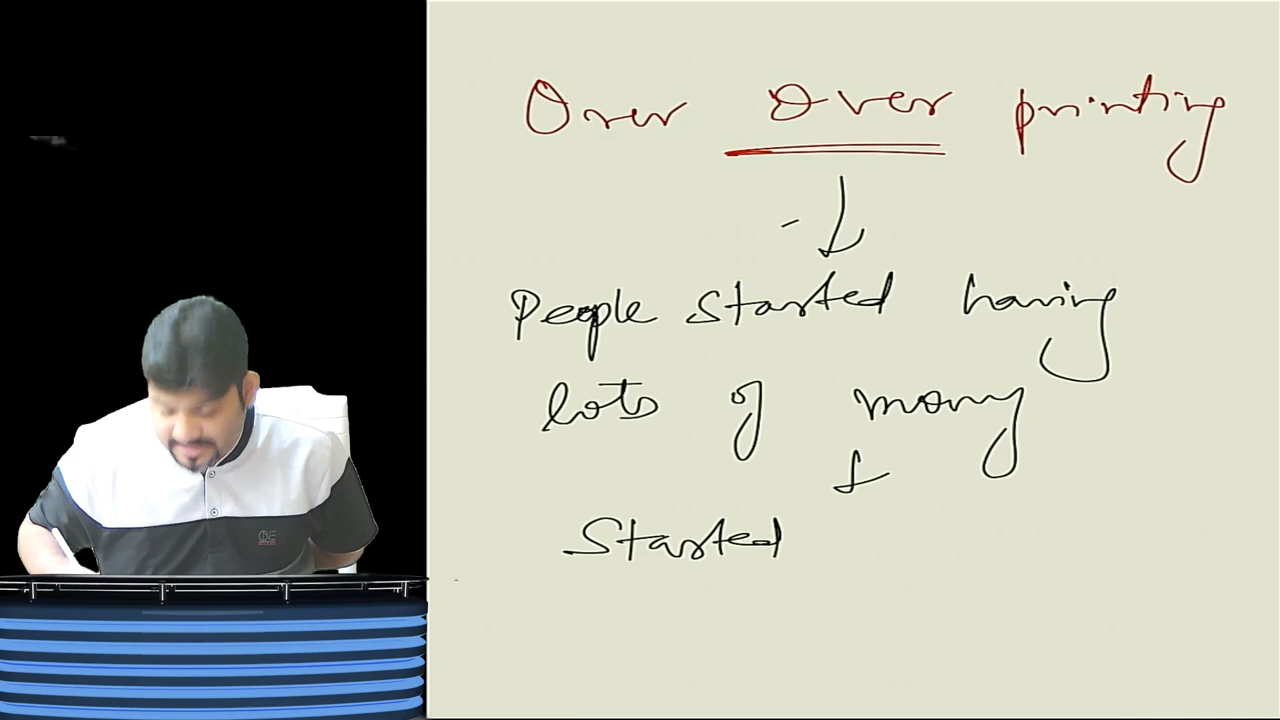 Over Over printing
People started having
lots of mony
Started